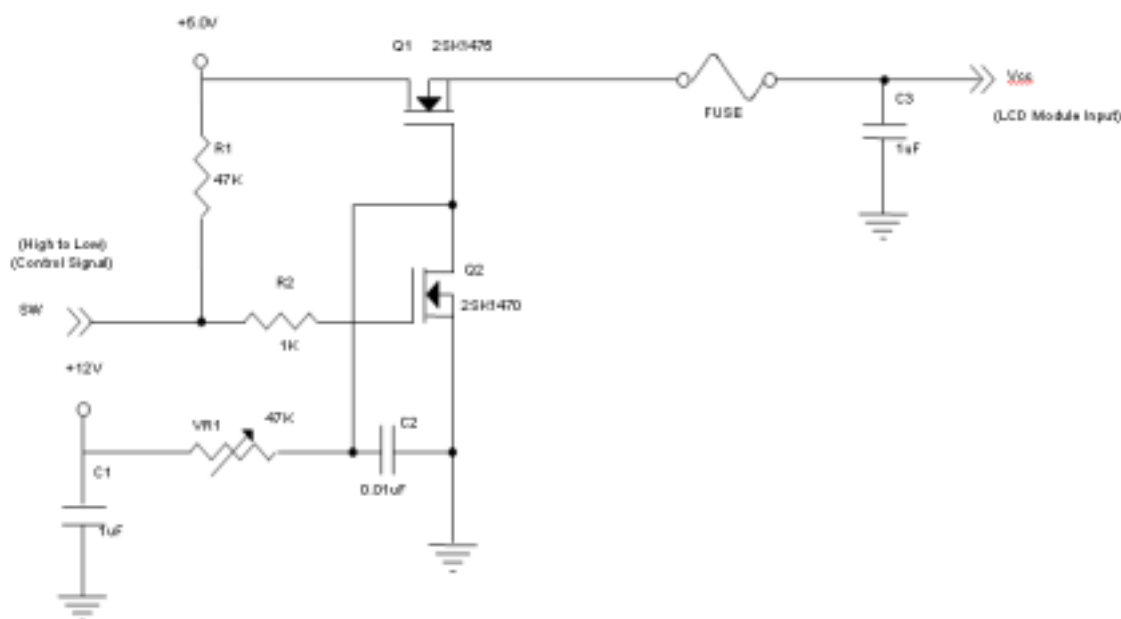 +5.0V
Q1 2SK1475
Vcc
C3
FUSE
(LCD Module Input)
R1
1uF
47K
(High to Low)
(Control Signal)
R2
Q2
SW
2SK1470
1K
+12V
VR1
47K
C2
C1
0.01uF
1uF